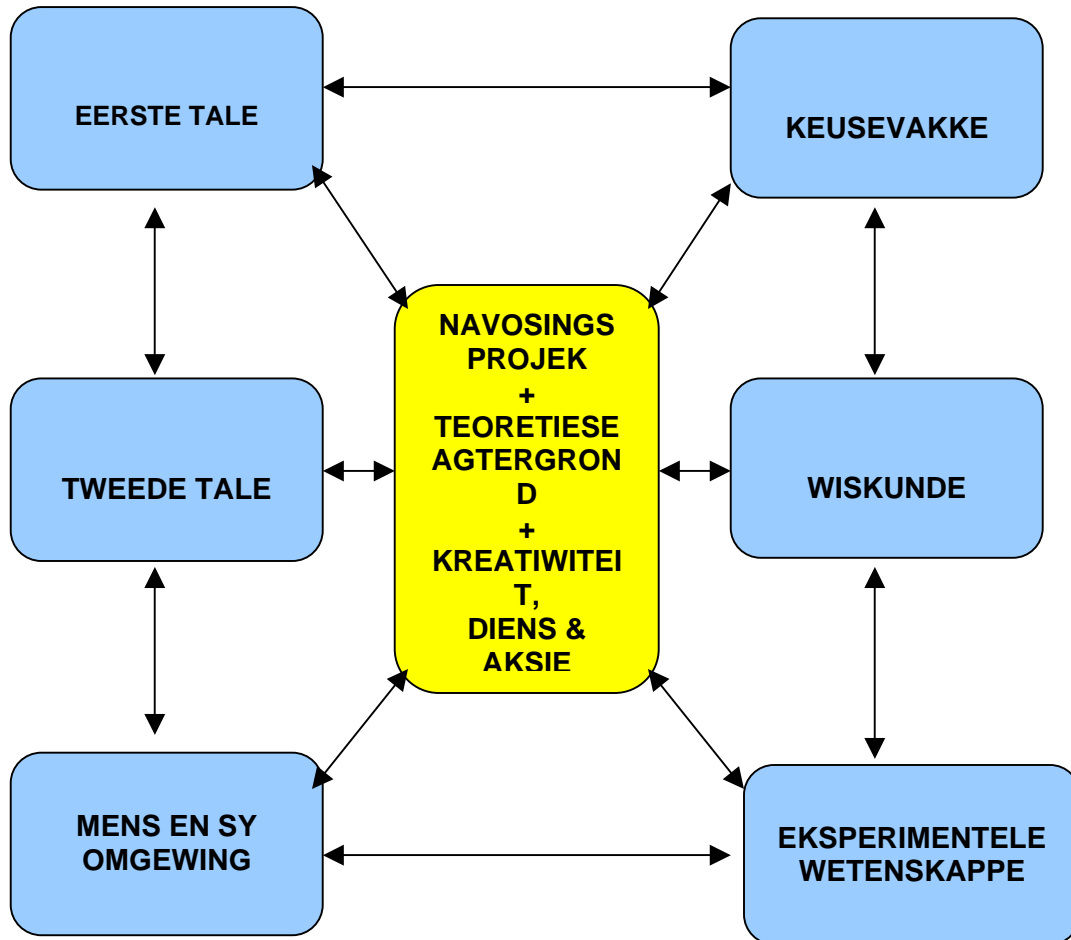 EERSTE TALE
KEUSEVAKKE
NAVOSINGS
PROJEK
+
TEORETIESE
AGTERGRON
D
+
KREATIWITEI
T,
DIENS &
AKSIE
TWEEDE TALE
WISKUNDE
MENS EN SY
OMGEWING
EKSPERIMENTELE
WETENSKAPPE